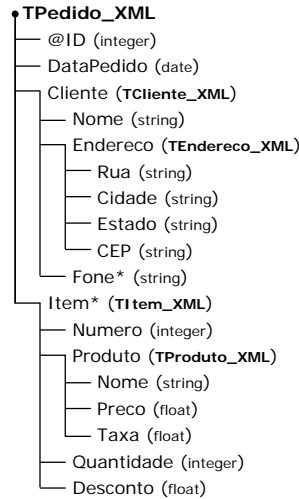 TPedido_XML
@ID (integer)
DataPedido (date)
Cliente (TCliente_XML)
Nome (string)
Endereco (TEndereco_XML)
Rua (string)
Cidade (string)
Estado (string)
CEP (string)
Fone* (string)
Item* (TItem_XML)
Numero (integer)
Produto (TProduto_XML)
Nome (string)
Preco (float)
Taxa (float)
Quantidade (integer)
Desconto (float)